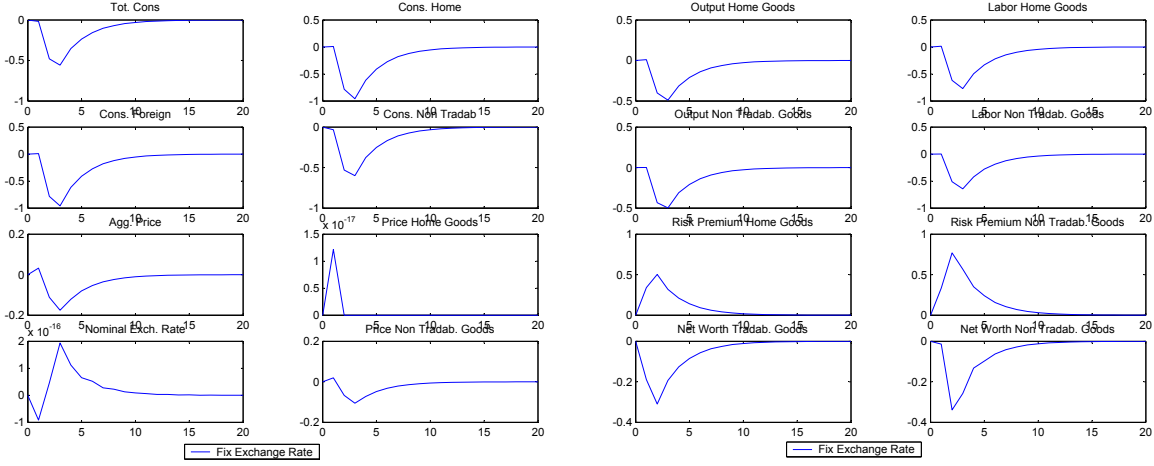 Tot. Cons
Cons. Home
Output Home Goods
Labor Home Goods
0
-0.5
-1
0 5 10 15 20
0.5
0
-0.5
-1
0 5 10 15 20
0.5
0
-0.5
0 5 10 15 20
0.5
0
-0.5
-1
0 5 10 15 20
Cons. Foreign
Cons. Non Tradab
Output Non Tradab. Goods
Labor Non Tradab. Goods
0.5
0
-0.5
-1
0 5 10 15 20
0
-0.5
-1
0 5 10 15 20
0.5
0
-0.5
0 5 10 15 20
0.5
0
-0.5
-1
0 5 10 15 20
Agg. Price
x 10 -17
Price Home Goods
Risk Premium Home Goods
Risk Premium Non Tradab. Goods
0.2
0
-0.2
0 5 10 15 20
1.5
1
0.5
0
0 5 10 15 20
1
0.5
0
0 5 10 15 20
1
0.5
0
0 5 10 15 20
x 10 -16
Nominal Exch. Rate
Price Non Tradab. Goods
Net Worth Tradab. Goods
Net Worth Non Tradab. Goods
2
1
0
-1
0 5 10 15 20
0.2
0
-0.2
0 5 10 15 20
0
-0.2
-0.4
0 5 10 15 20
0
-0.2
-0.4
0 5 10 15 20
Fix Exchange Rate
Fix Exchange Rate